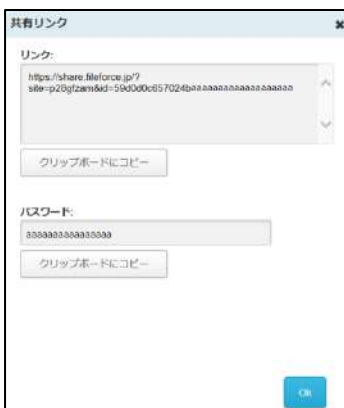 共有リンク
リンク:
https://share.fileforce.jp/?
site=p28gfzam&id=59d0d0c657024baaaaaaaaaaaaaaaaaaa
クリップボードにコピー
パスワード:
aaaaaaaaaaaaaaaa
クリップボードにコピー
Ok